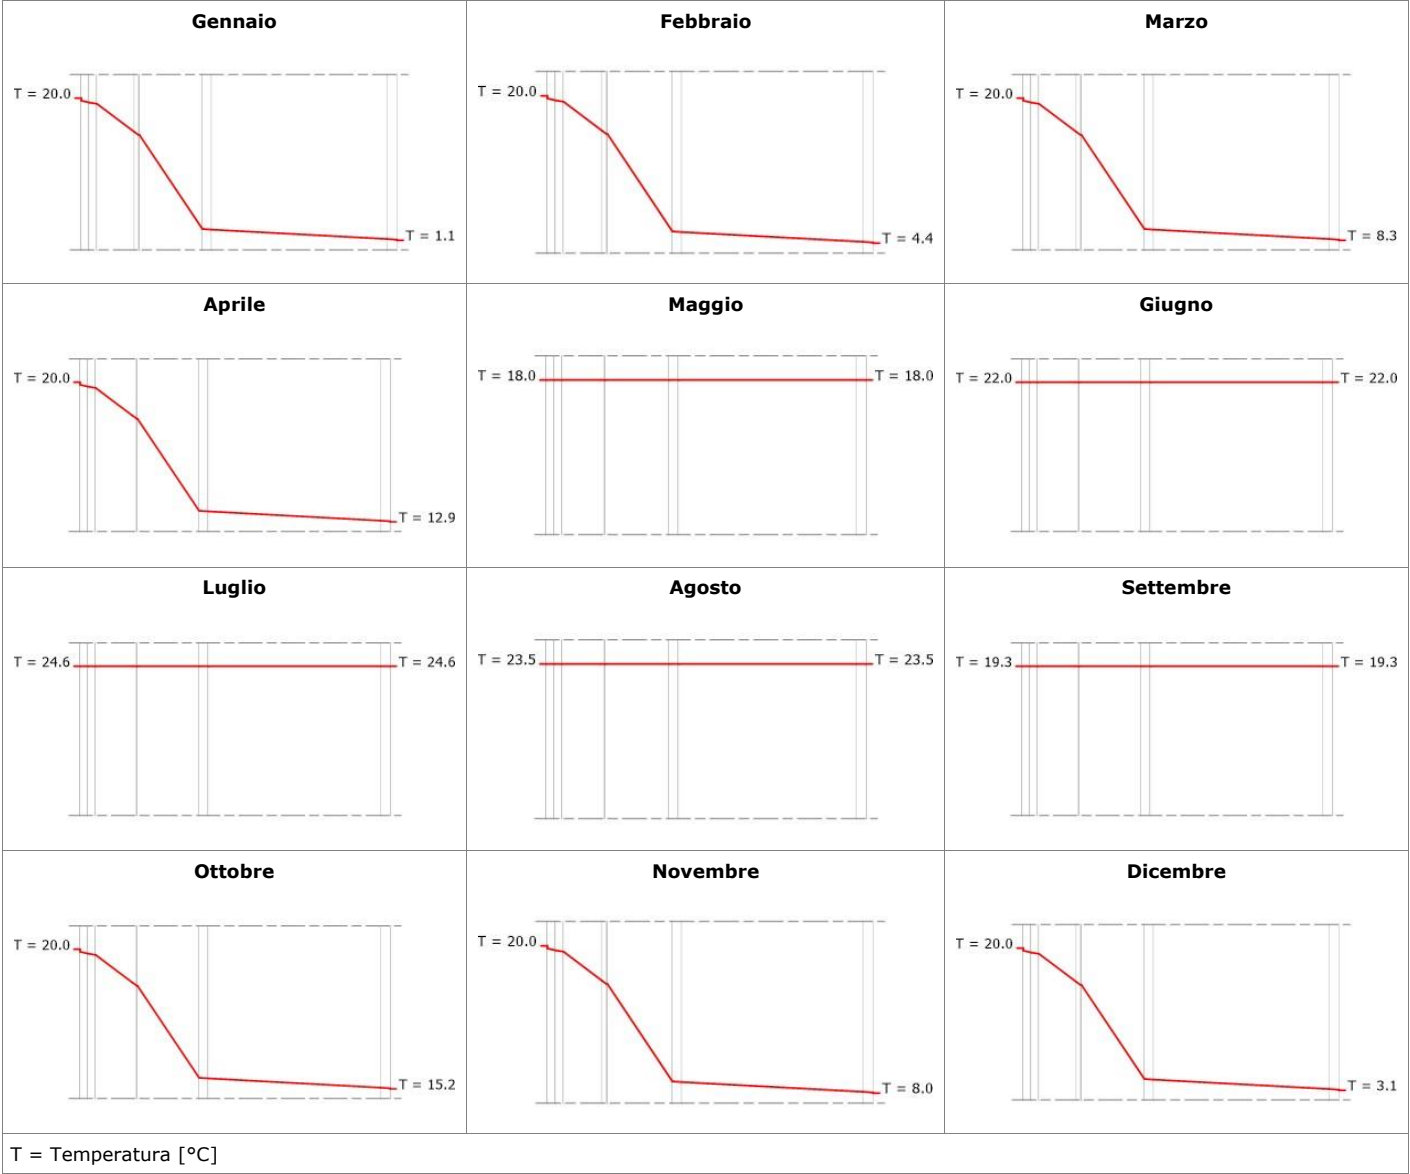 Gennaio
T = 20.0
T = 1.1
Febbraio
T = 20.0
T = 4.4
Marzo
T = 20.0
T = 8.3
Aprile
T = 20.0
T = 12.9
Maggio
T = 18.0
T = 18.0
Giugno
T = 22.0
T = 22.0
Luglio
T = 24.6
T = 24.6
Agosto
T = 23.5
T = 23.5
Settembre
T = 19.3
T = 19.3
Ottobre
T = 20.0
T = 15.2
Novembre
T = 20.0
T = 8.0
Dicembre
T = 20.0
T = 3.1
T = Temperatura [°C]